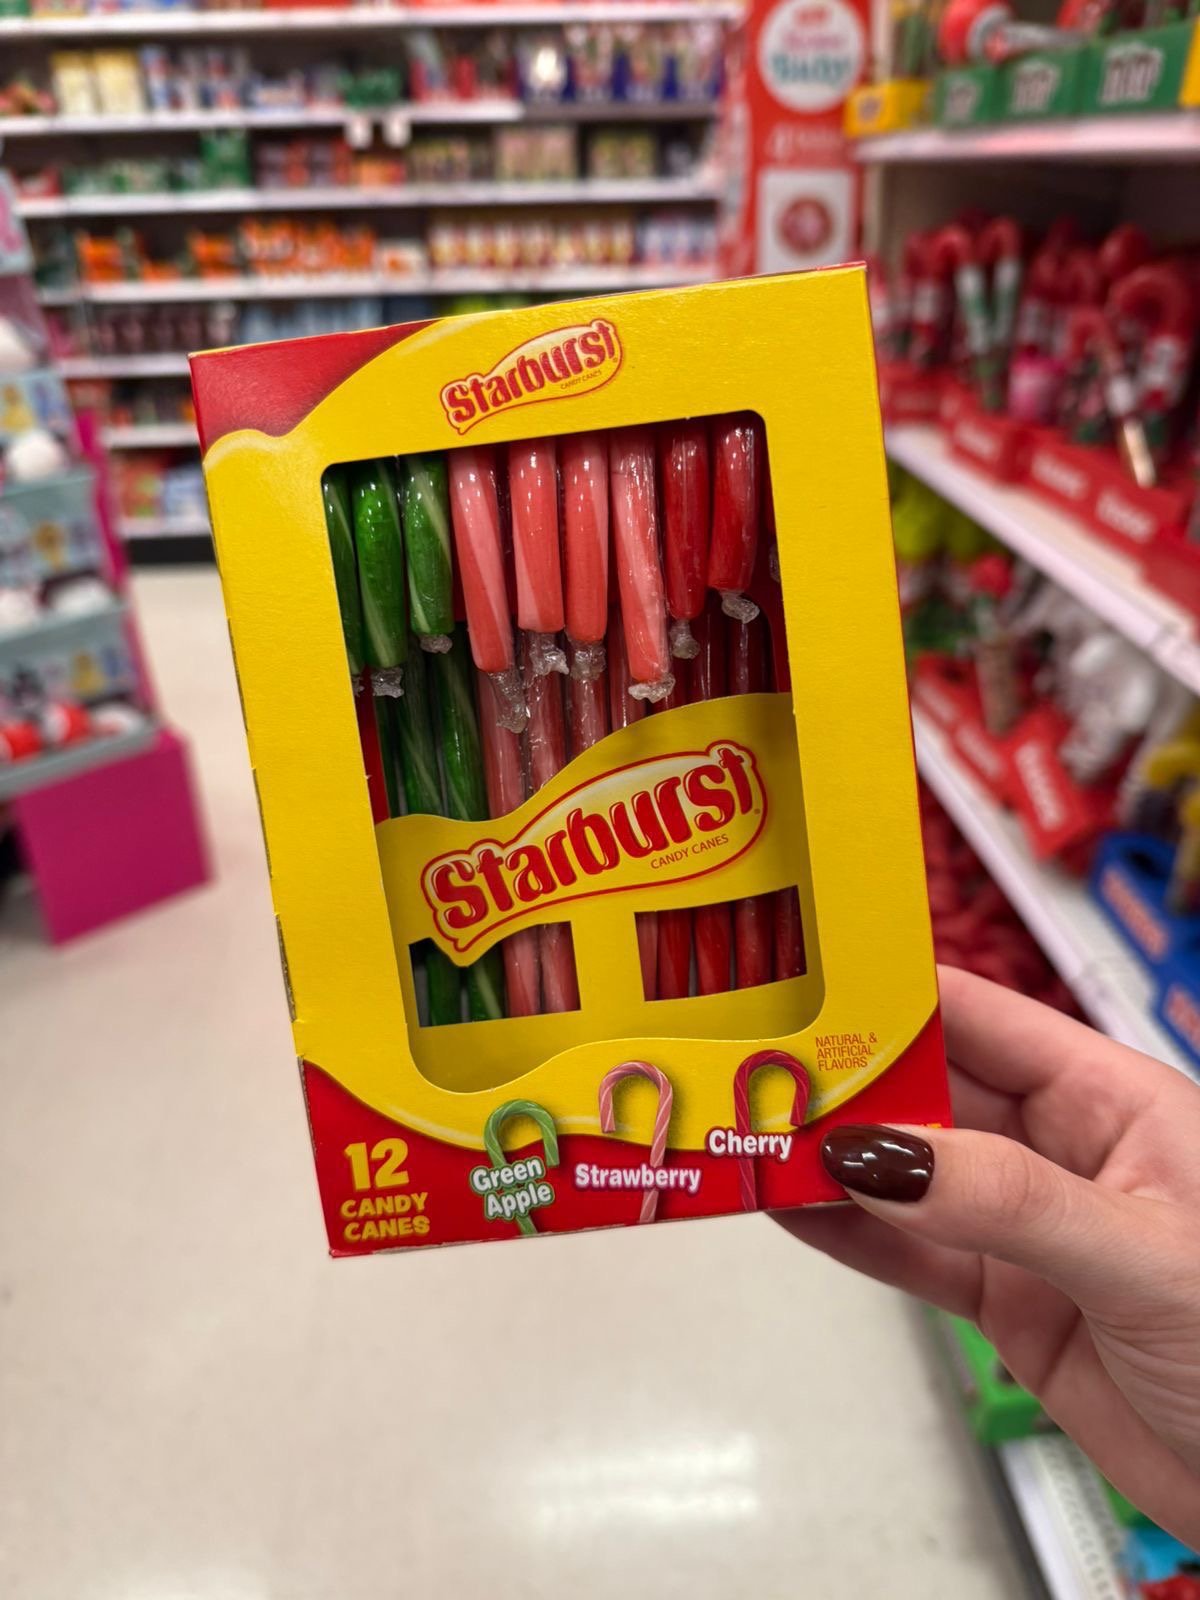 Starburst
CANDY CANES
Starburst
CANDY CANES
NATURAL &
ARTIFICIAL
FLAVORS
12
CANDY
CANES
Green
Apple
Strawberry
Cherry